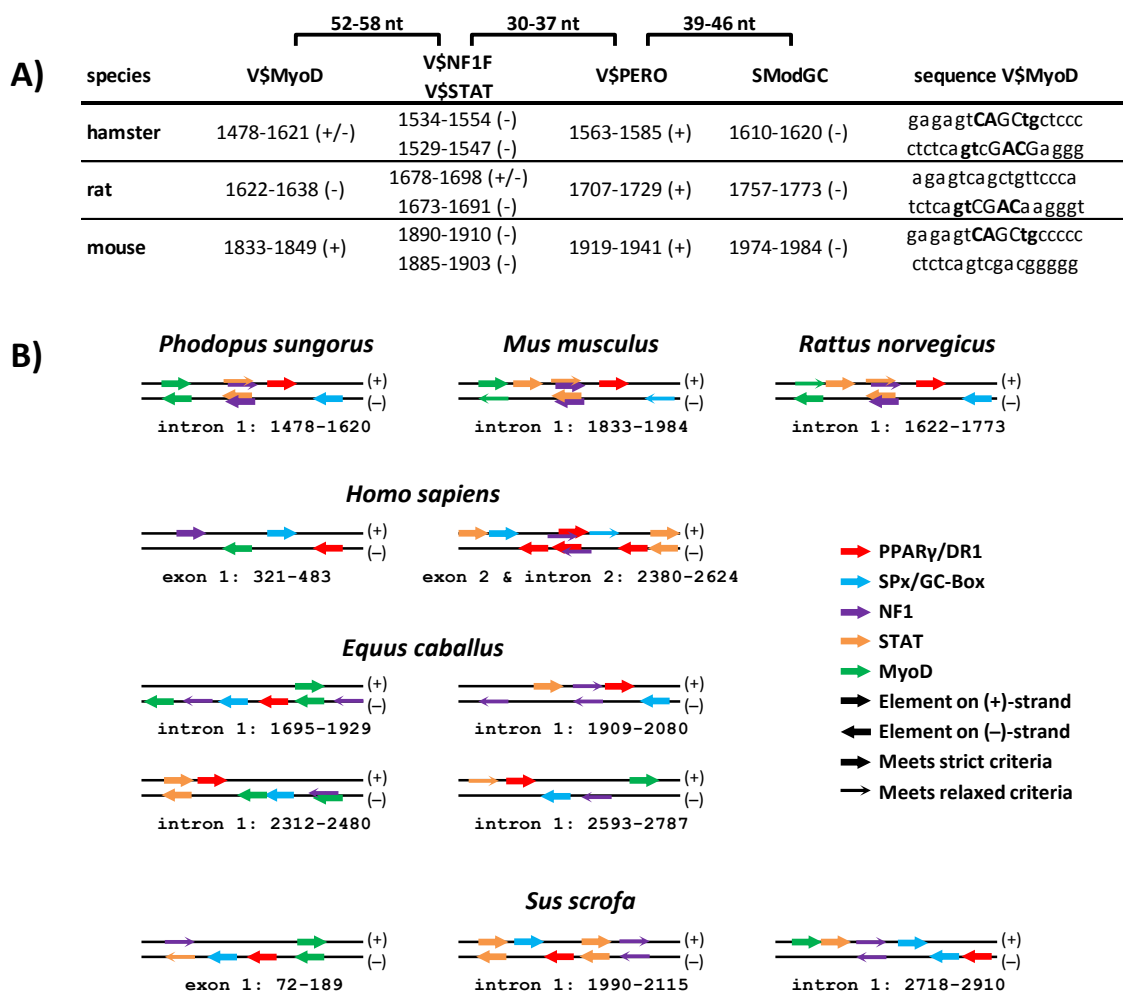 52-58 nt 30-37 nt 39-46 nt
A)
species V$MyoD V$NF1F V$STAT V$PERO SModGC sequence V$MyoD
hamster 1478-1621 (+/-) 1534-1554 (-) 1563-1585 (+) 1610-1620 (-) gagagtCAGCtgctccc
1529-1547 (-) ctctcagtcGACGaggg
rat 1622-1638 (-) 1678-1698 (+/-) 1707-1729 (+) 1757-1773 (-) agagtcagctgttccca
1673-1691 (-) tctcagtCGACaagggt
mouse 1833-1849 (+) 1890-1910 (-) 1919-1941 (+) 1974-1984 (-) gagagtCAGCtgccccc
1885-1903 (-) ctctcagtcgacggggg
B)
Phodopus sungorus Mus musculus Rattus norvegicus
(+) (+) (+)
(–) (–) (–)
intron 1: 1478-1620 intron 1: 1833-1984 intron 1: 1622-1773
Homo sapiens
(+) (+)
(–) (–)
exon 1: 321-483 exon 2 & intron 2: 2380-2624
Equus caballus
(+) (+)
(–) (–)
intron 1: 1695-1929 intron 1: 1909-2080
(+) (+)
(–) (–)
intron 1: 2312-2480 intron 1: 2593-2787
PPARγ/DR1
SPx/GC-Box
NF1
STAT
MyoD
Element on (+)-strand
Element on (–)-strand
Meets strict criteria
Meets relaxed criteria
Sus scrofa
(+) (+) (+)
(–) (–) (–)
exon 1: 72-189 intron 1: 1990-2115 intron 1: 2718-2910